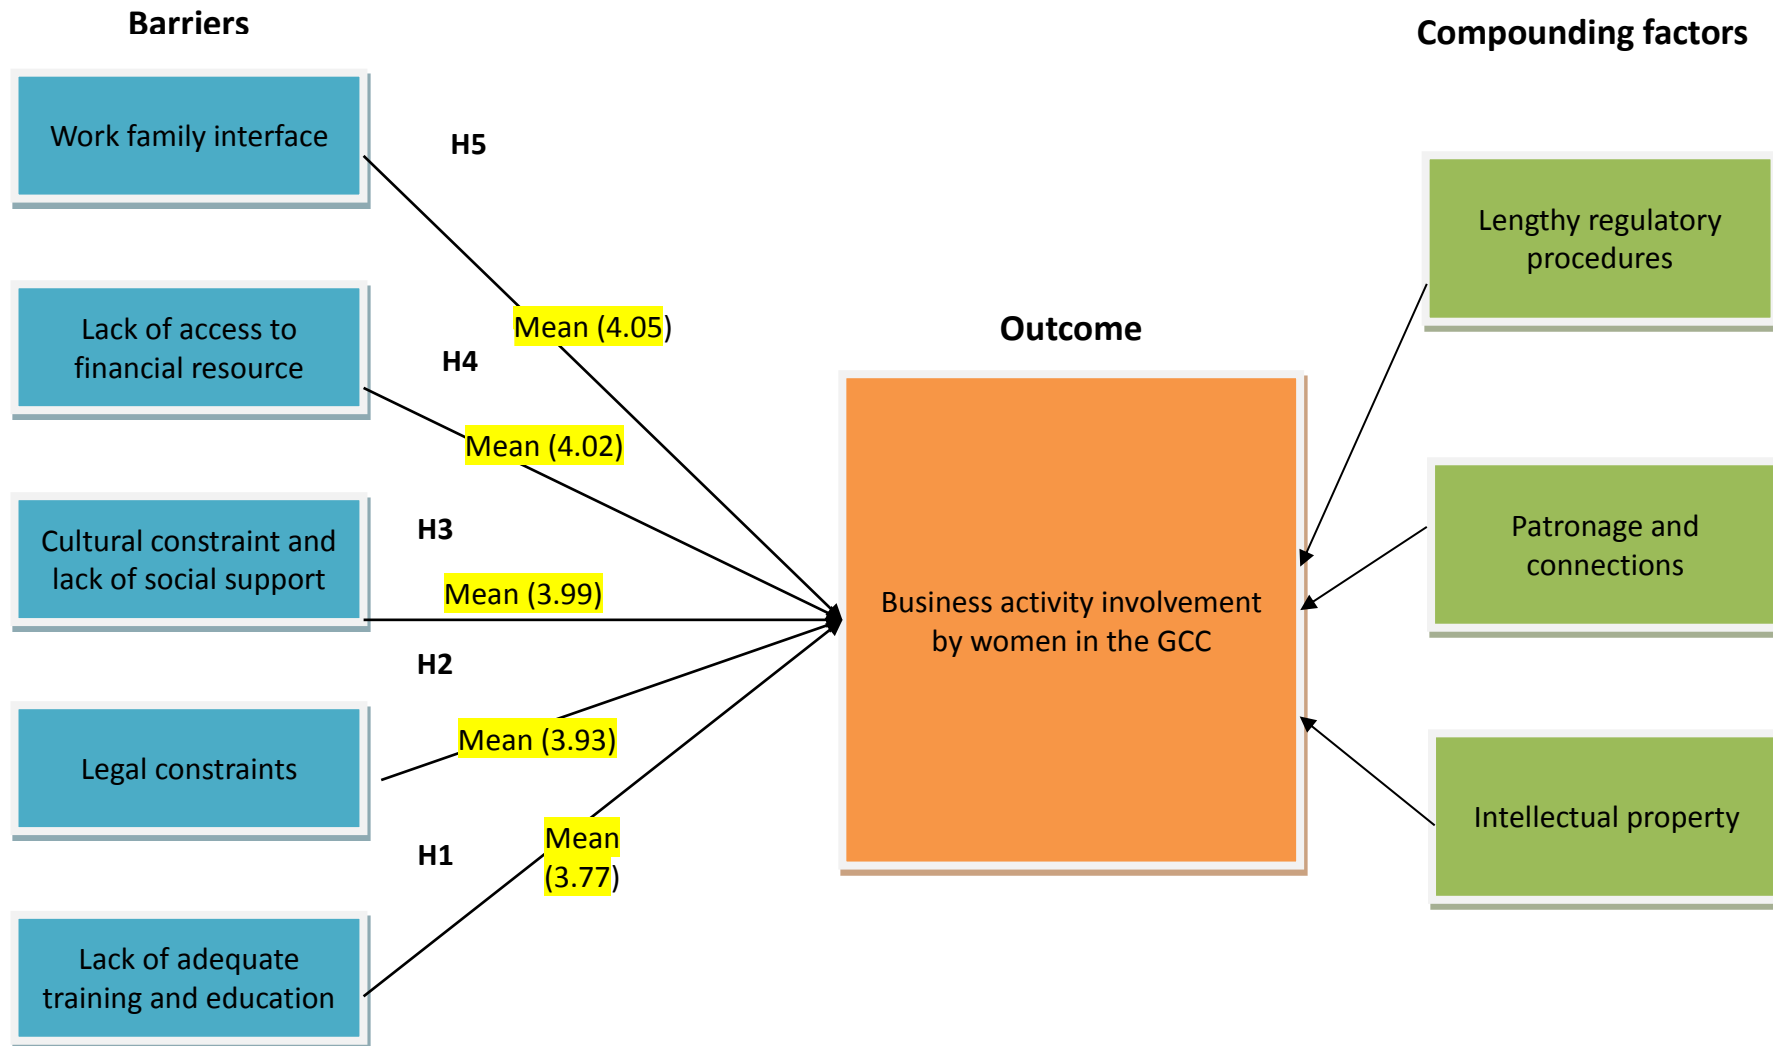 Barriers
Compounding factors
Work family interface
H5
Mean (4.05)
Lack of access to
financial resource
H4
Mean (4.02)
Cultural constraint and
lack of social support
H3
Mean (3.99)
Legal constraints
H2
Mean (3.93)
Lack of adequate
training and education
H1
Mean
(3.77)
Outcome
Business activity involvement
by women in the GCC
Lengthy regulatory
procedures
Patronage and
connections
Intellectual property